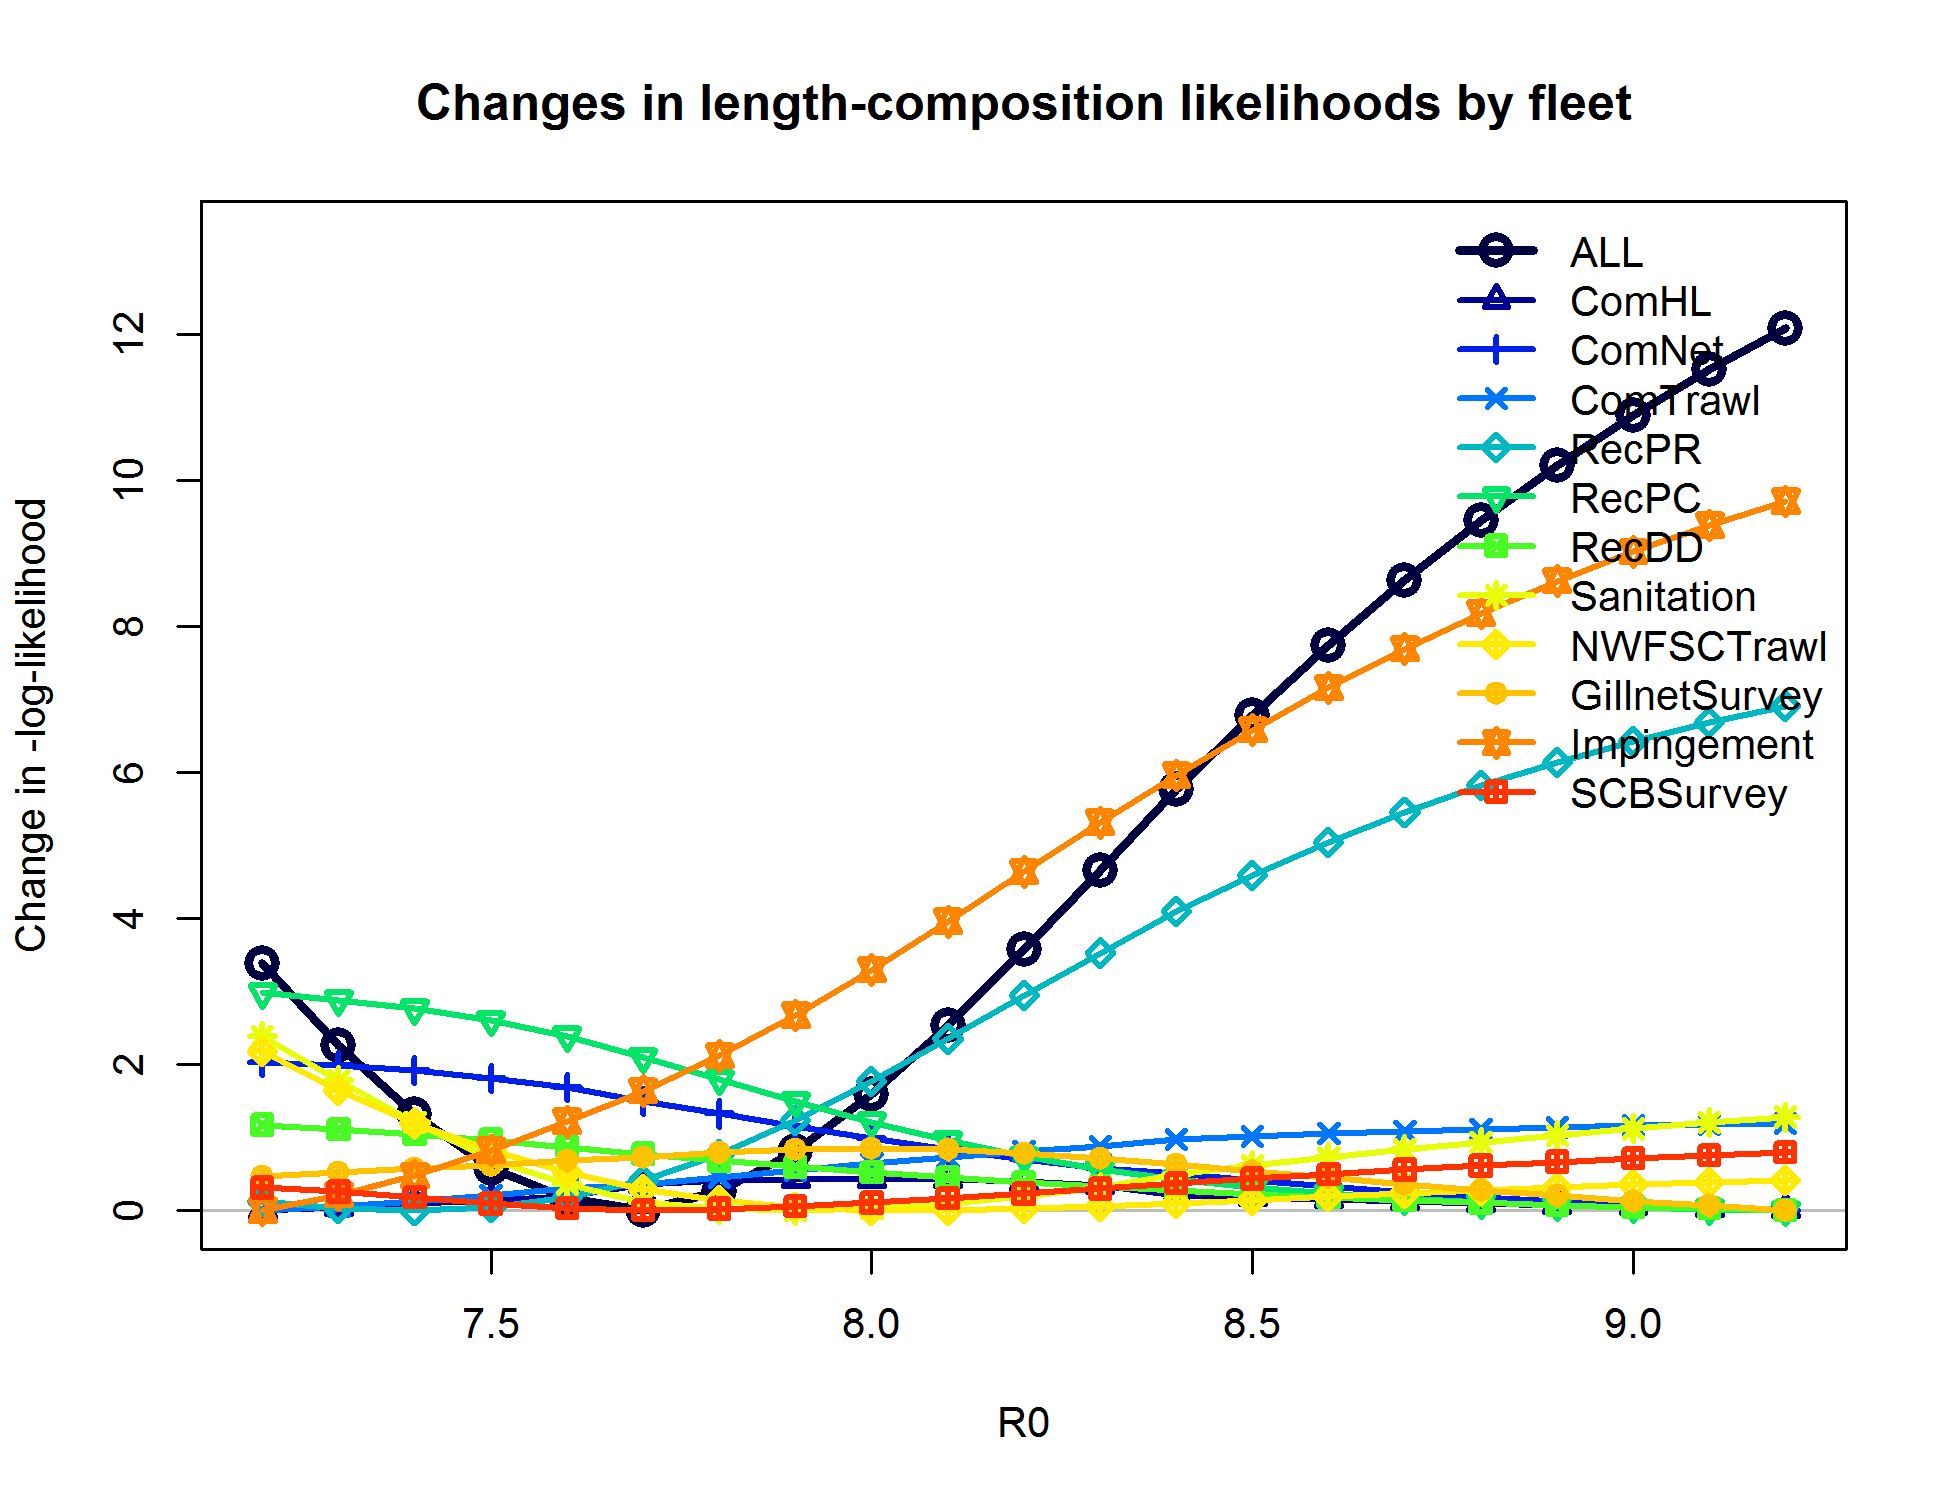 Changes in length-composition likelihoods by fleet
Change in -log-likelihood
12
10
8
6
4
2
0
ALL
ComHL
ComNet
ComTrawl
RecPR
RecPC
RecDD
Sanitation
NWFSCTrawl
GillnetSurvey
Impingement
SCBSurvey
7.5
8.0
8.5
9.0
R0